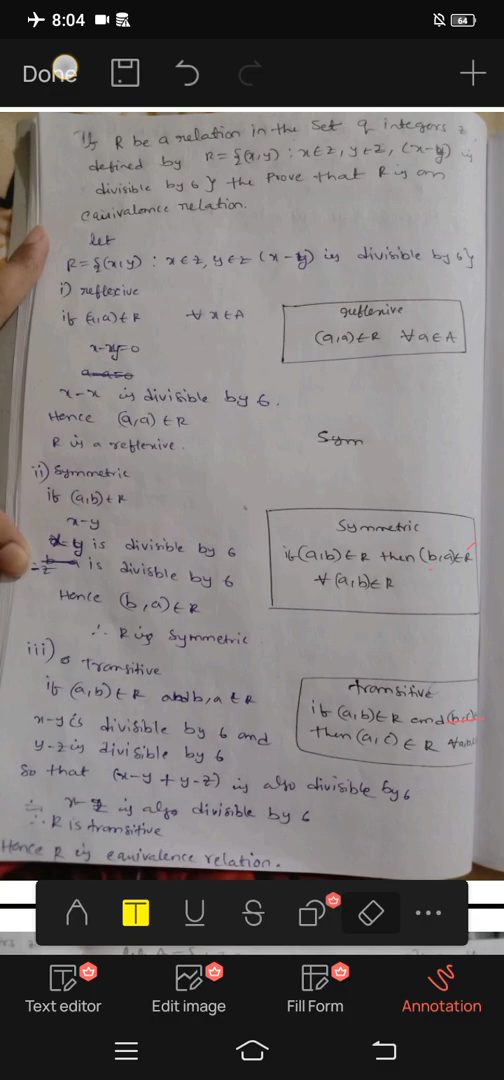 8:04
64
Done
If R be a relation in the set of integers z
defined by R = {(x,y) : x∈z, y∈z, (x-y) is
divisible by 6} the prove that R is an
equivalence relation.
let
R = {(x,y) : x∈z, y∈z (x-y) is divisible by 6}
i) reflexive
if (a,a)∈R ∀ x∈A
x-xy=0
a-a=0
x-x is divisible by 6.
Hence (a,a)∈R
R is a reflexive.
reflexive
(a,a)∈R ∀a∈A
Sym
ii) Symmetric
if (a,b)∈R
x-y
x-y is divisible by 6
is divisble by 6
Hence (b,a)∈R
∴ R is Symmetric
Symmetric
if (a,b)∈R then (b,a)∈R
∀(a,b)∈R
iii) Transitive
if (a,b)∈R and b,a∈R
x-y is divisible by 6 and
y-z is divisible by 6
So that (x-y+y-z) is also divisible by 6
x-z is also divisible by 6
∴ R is transitive
Hence R is equivalence relation.
transitive
if (a,b)∈R and (b,c)
then (a,c)∈R
T
U
S
Text editor
Edit image
Fill Form
Annotation